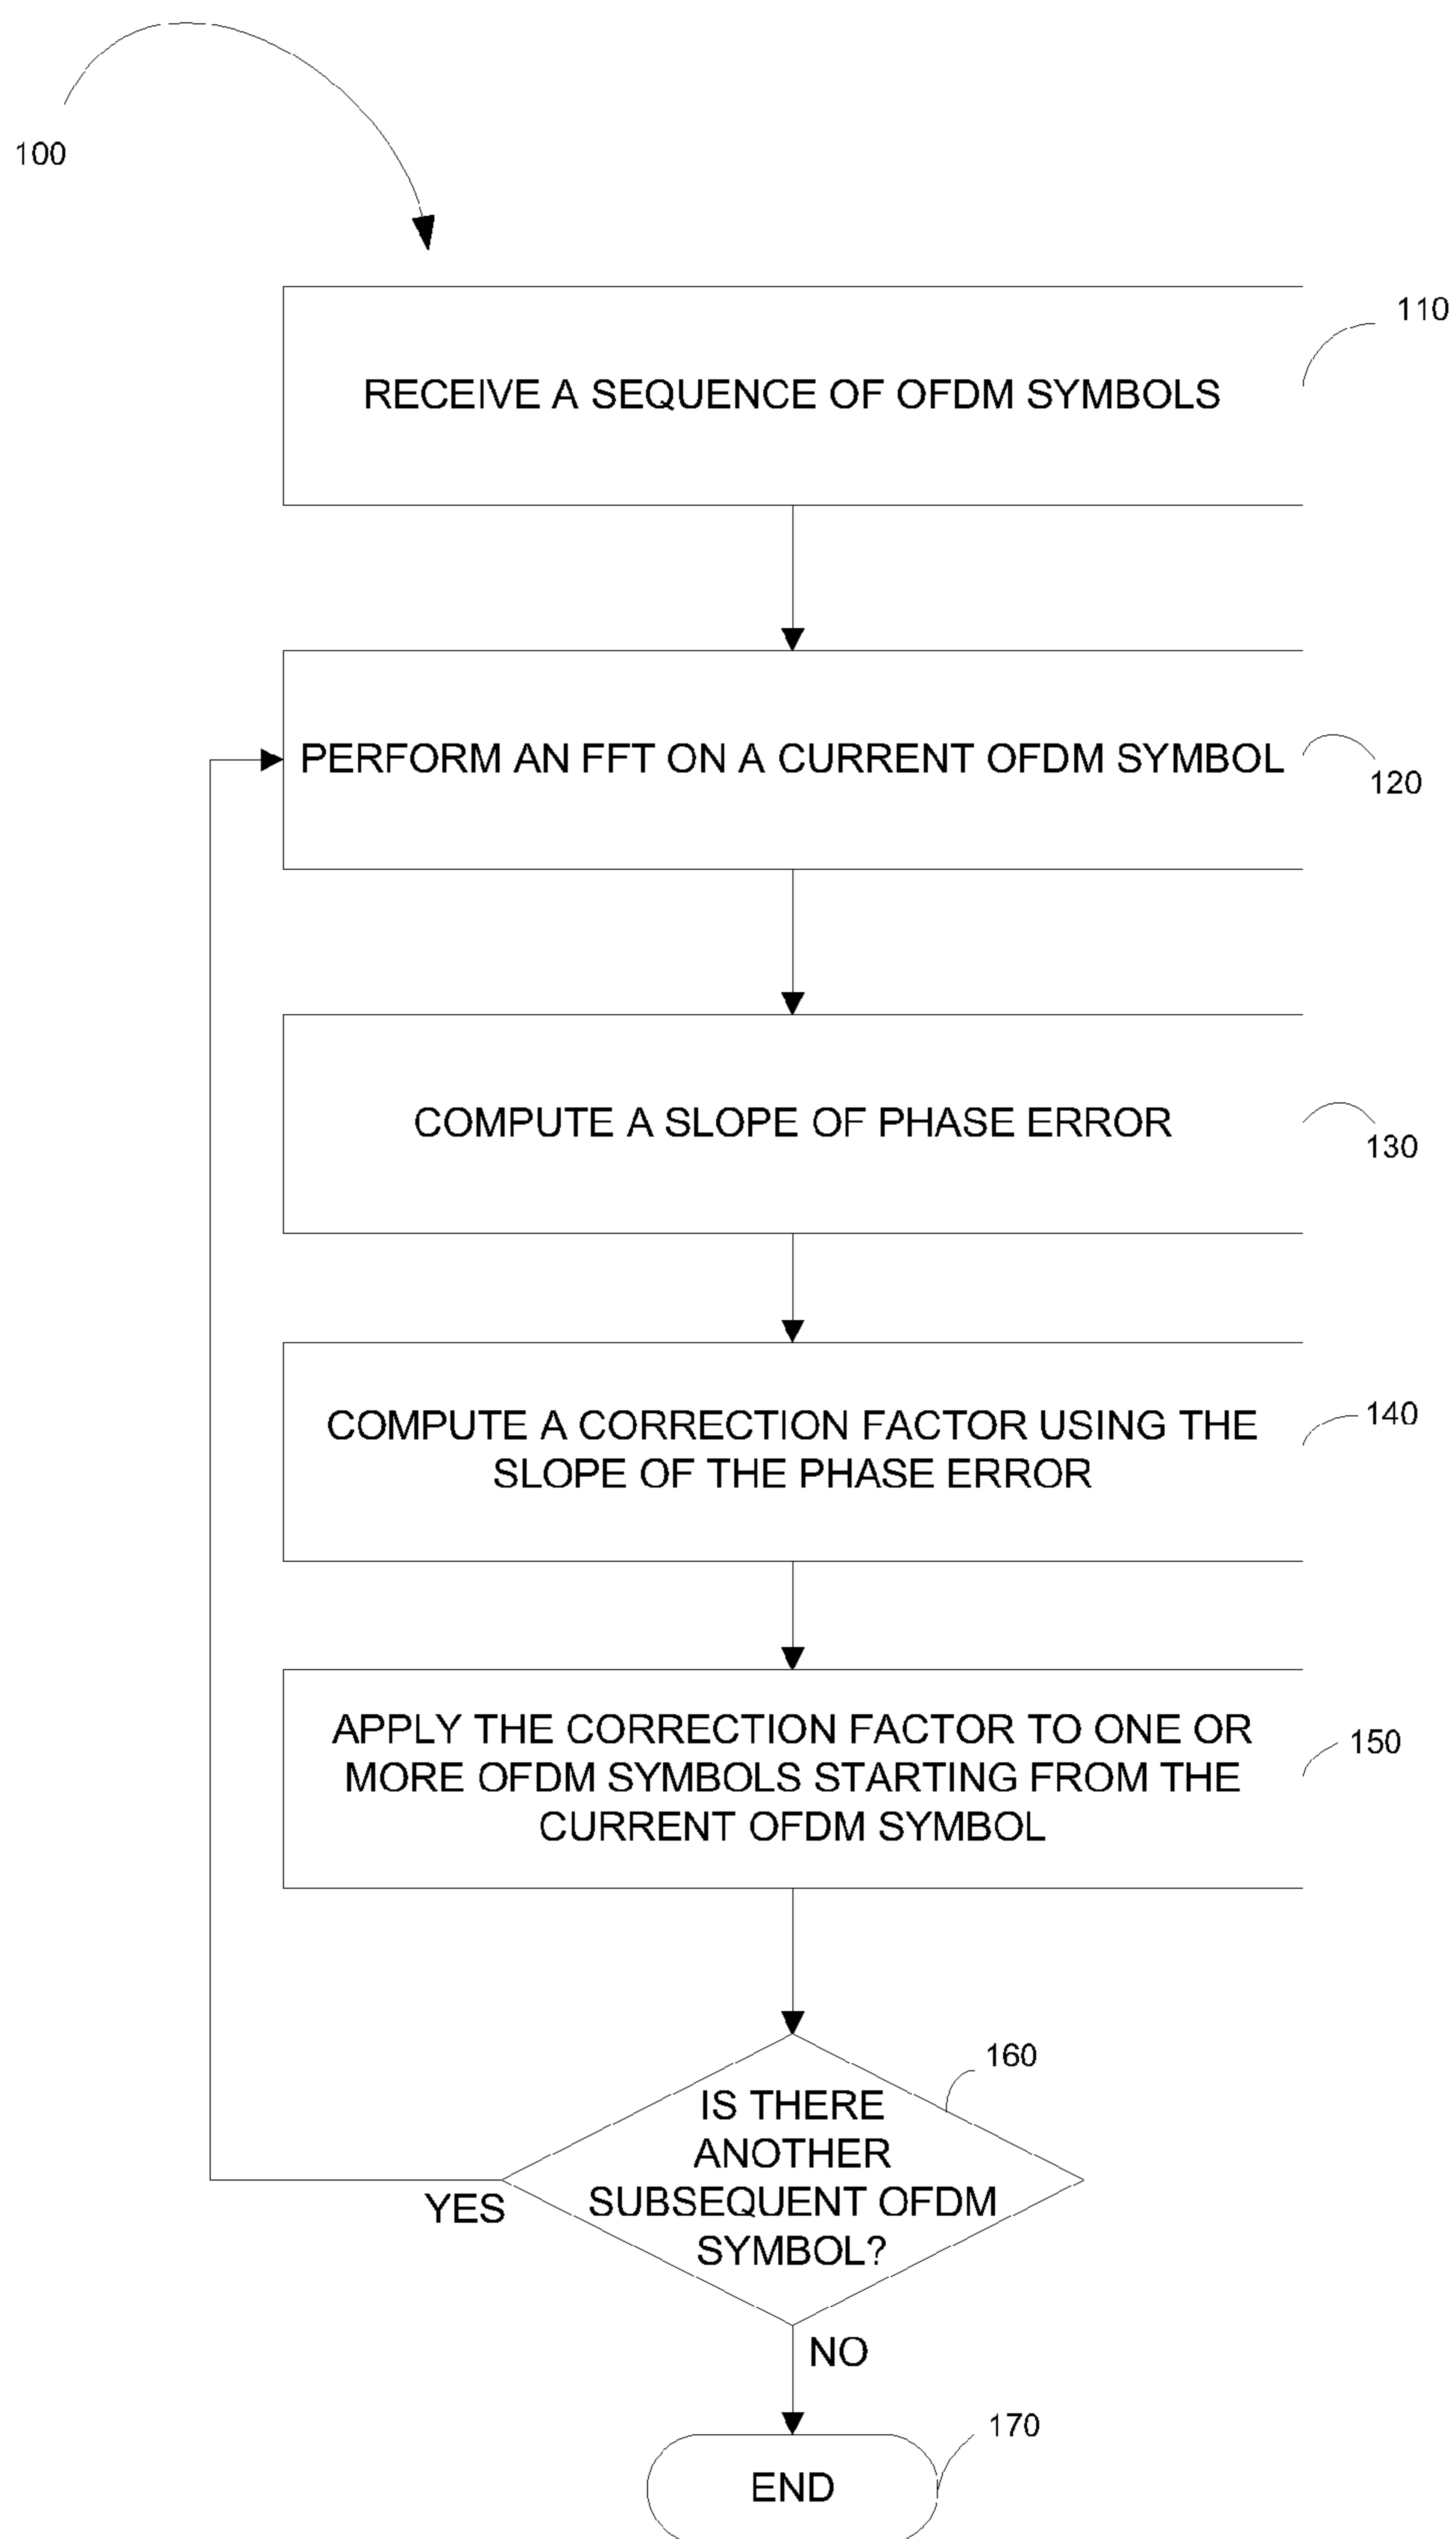 100
110
RECEIVE A SEQUENCE OF OFDM SYMBOLS
PERFORM AN FFT ON A CURRENT OFDM SYMBOL
120
COMPUTE A SLOPE OF PHASE ERROR
130
COMPUTE A CORRECTION FACTOR USING THE
SLOPE OF THE PHASE ERROR
140
APPLY THE CORRECTION FACTOR TO ONE OR
MORE OFDM SYMBOLS STARTING FROM THE
CURRENT OFDM SYMBOL
150
160
IS THERE
ANOTHER
SUBSEQUENT OFDM
SYMBOL?
YES
NO
170
END